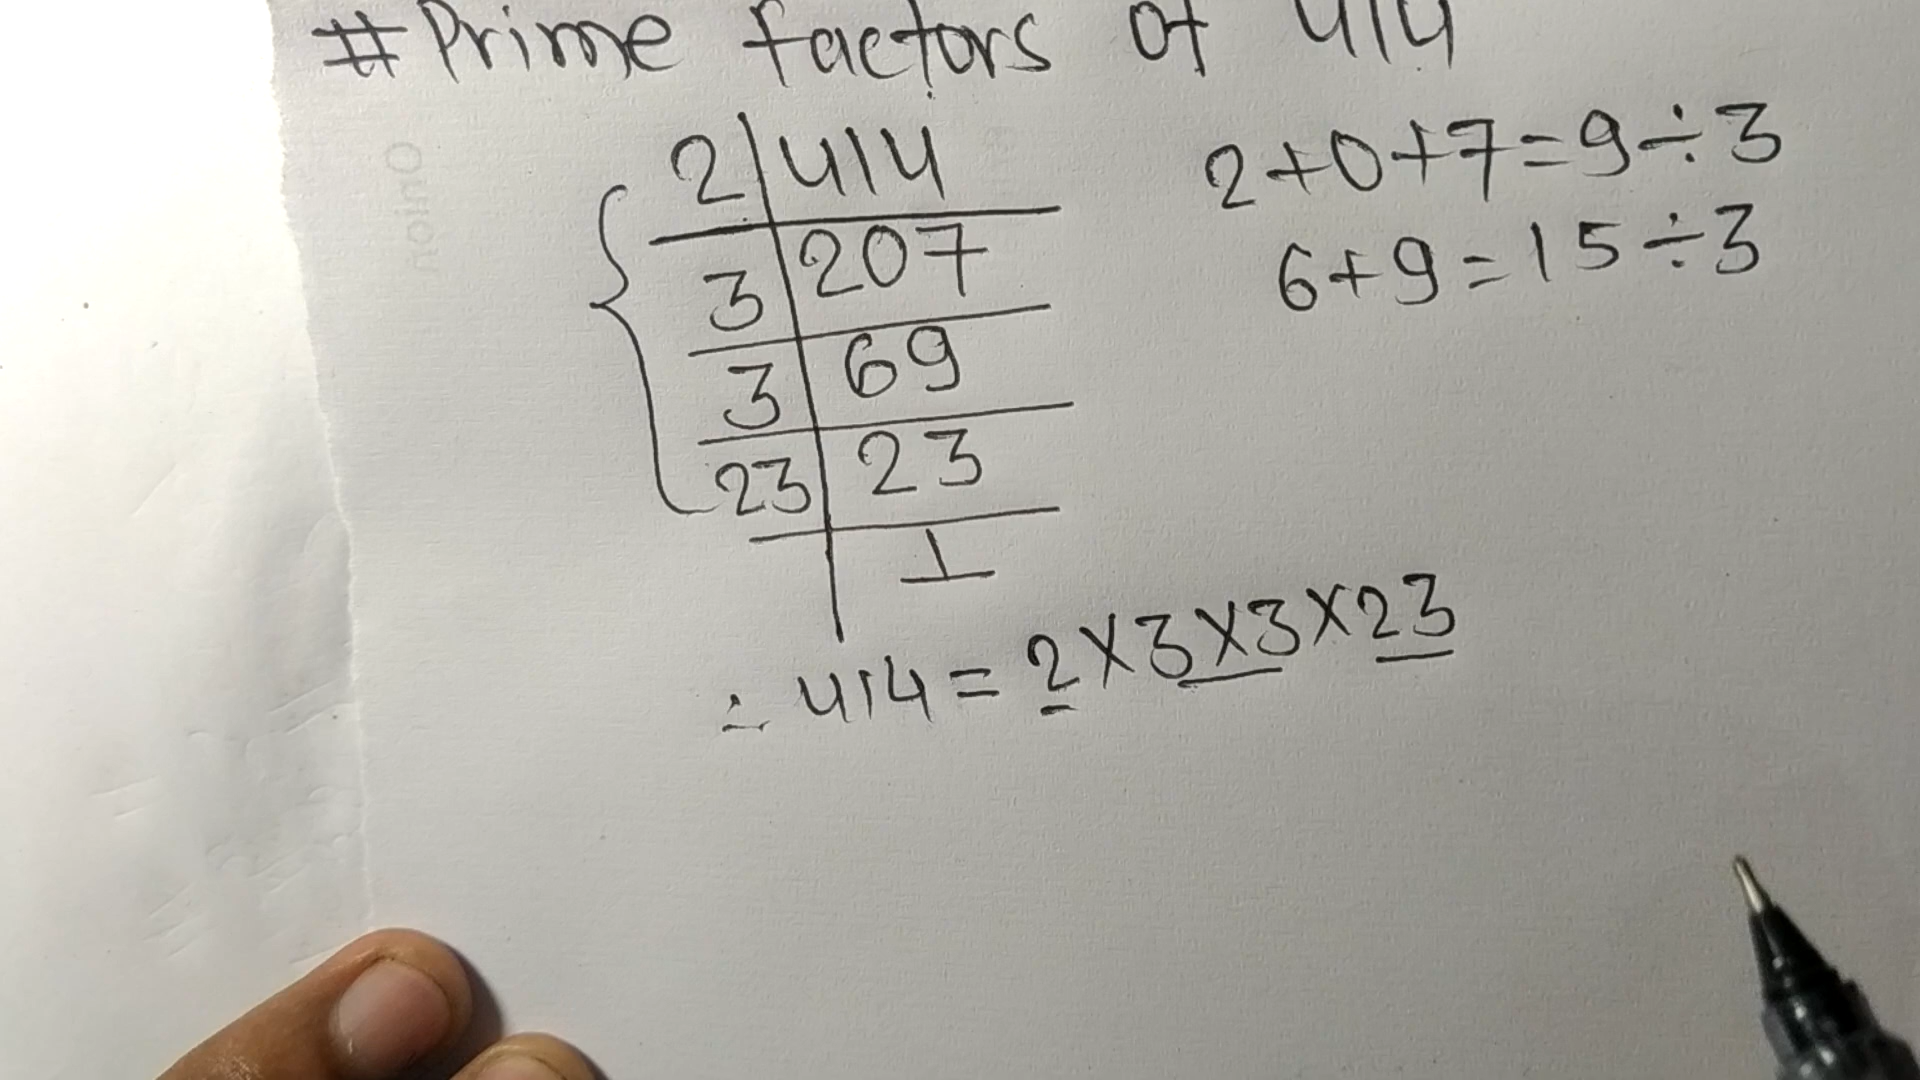 # Prime factors of 414
2 | 414
3 | 207
3 | 69
23 | 23
1
2+0+7=9÷3
6+9=15÷3
∴ 414 = 2×3×3×23